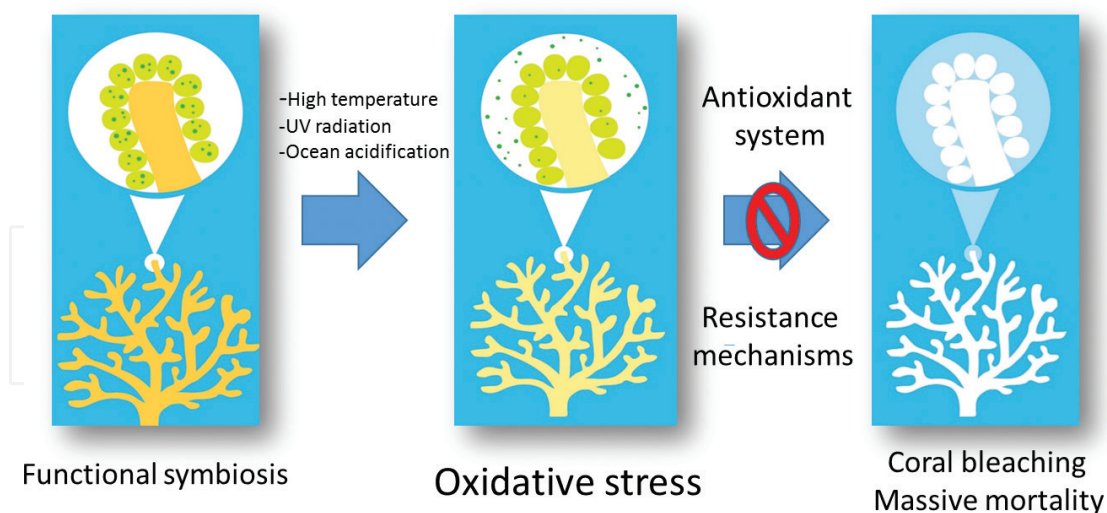 -High temperature
-UV radiation
-Ocean acidification
Antioxidant
system
Resistance
mechanisms
Functional symbiosis
Oxidative stress
Coral bleaching
Massive mortality